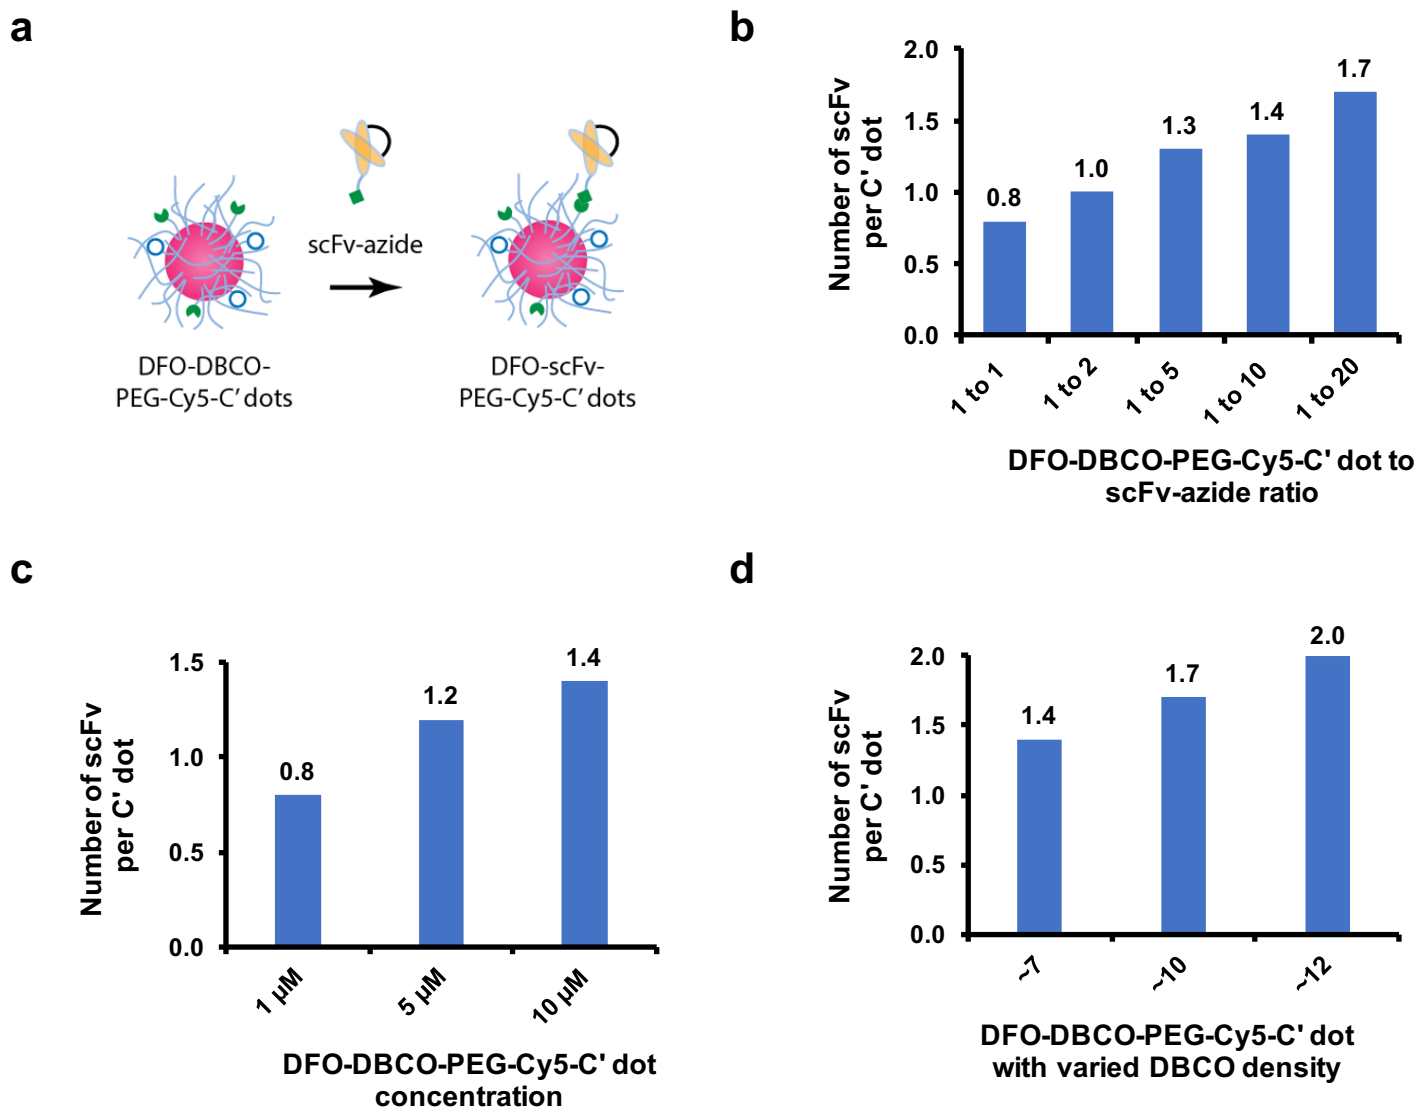 a
scFv-azide
DFO-DBCO-
PEG-Cy5-C' dots
DFO-scFv-
PEG-Cy5-C' dots
b
Number of scFv
per C' dot
2.0
1.5
1.0
0.5
0.0
0.8
1.0
1.3
1.4
1.7
1 to 1
1 to 2
1 to 5
1 to 10
1 to 20
DFO-DBCO-PEG-Cy5-C' dot to
scFv-azide ratio
c
Number of scFv
per C' dot
1.5
1.0
0.5
0.0
0.8
1.2
1.4
1 µM
5 µM
10 µM
DFO-DBCO-PEG-Cy5-C' dot
concentration
d
Number of scFv
per C' dot
2.0
1.5
1.0
0.5
0.0
1.4
1.7
2.0
~7
~10
~12
DFO-DBCO-PEG-Cy5-C' dot
with varied DBCO density